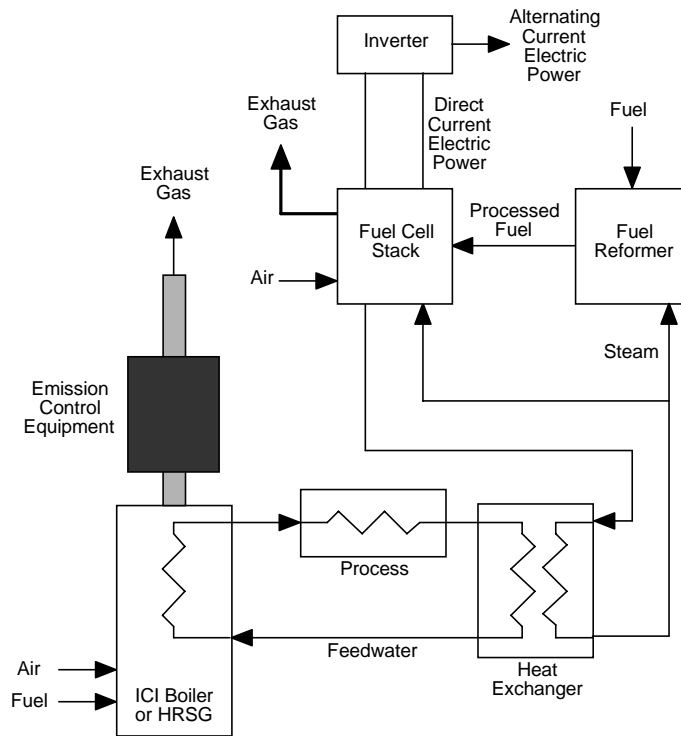 Inverter
Alternating
Current
Electric
Power
Exhaust
Gas
Direct
Current
Electric
Power
Fuel
Exhaust
Gas
Fuel Cell
Stack
Processed
Fuel
Fuel
Reformer
Air
Steam
Emission
Control
Equipment
Process
Feedwater
Heat
Exchanger
Air
Fuel
ICI Boiler
or HRSG